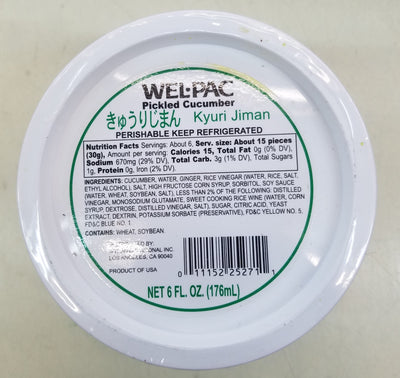 WEL-PAC
Pickled Cucumber
きゅうりじまん Kyuri Jiman
PERISHABLE KEEP REFRIGERATED
Nutrition Facts Servings: About 6, Serv. size: About 15 pieces
(30g), Amount per serving: Calories 15, Total Fat 0g (0% DV),
Sodium 670mg (29% DV), Total Carb. 3g (1% DV), Total Sugars
1g, Protein 0g, Iron (2% DV).
INGREDIENTS: CUCUMBER, WATER, GINGER, RICE VINEGAR (WATER, RICE, SALT,
ETHYL ALCOHOL), SALT, HIGH FRUCTOSE CORN SYRUP, SORBITOL, SOY SAUCE
(WATER, WHEAT, SOYBEAN, SALT), LESS THAN 2% OF THE FOLLOWING: DISTILLED
VINEGAR, MONOSODIUM GLUTAMATE, SWEET COOKING RICE WINE (WATER, CORN
DEXTROSE, DISTILLED VINEGAR, SALT), SUGAR, CITRIC ACID, YEAST
EXTRACT, DEXTRIN, POTASSIUM SORBATE (PRESERVATIVE), FD&C YELLOW NO. 5,
FD&C BLUE NO. 1.
CONTAINS: WHEAT, SOYBEAN.
BY
INC.
LOS ANGELES, CA 90040
PRODUCT OF USA
0 11152 25271 1
NET 6 FL. OZ. (176mL)